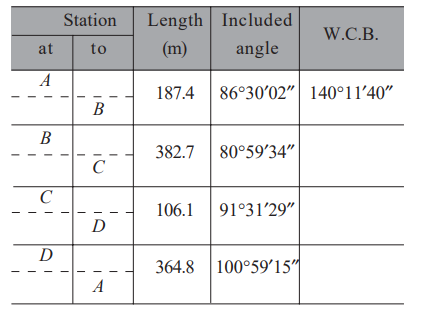 Station Length Included W.C.B.
at to (m) angle
A
B 187.4 86°30′02″ 140°11′40″
B
C 382.7 80°59′34″
C
D 106.1 91°31′29″
D
A 364.8 100°59′15″